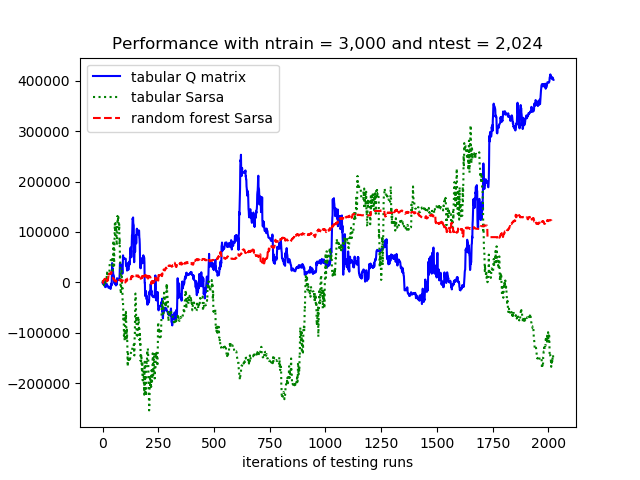 Performance with ntrain = 3,000 and ntest = 2,024
tabular Q matrix
tabular Sarsa
random forest Sarsa
400000
300000
200000
100000
0
−100000
−200000
0 250 500 750 1000 1250 1500 1750 2000
iterations of testing runs